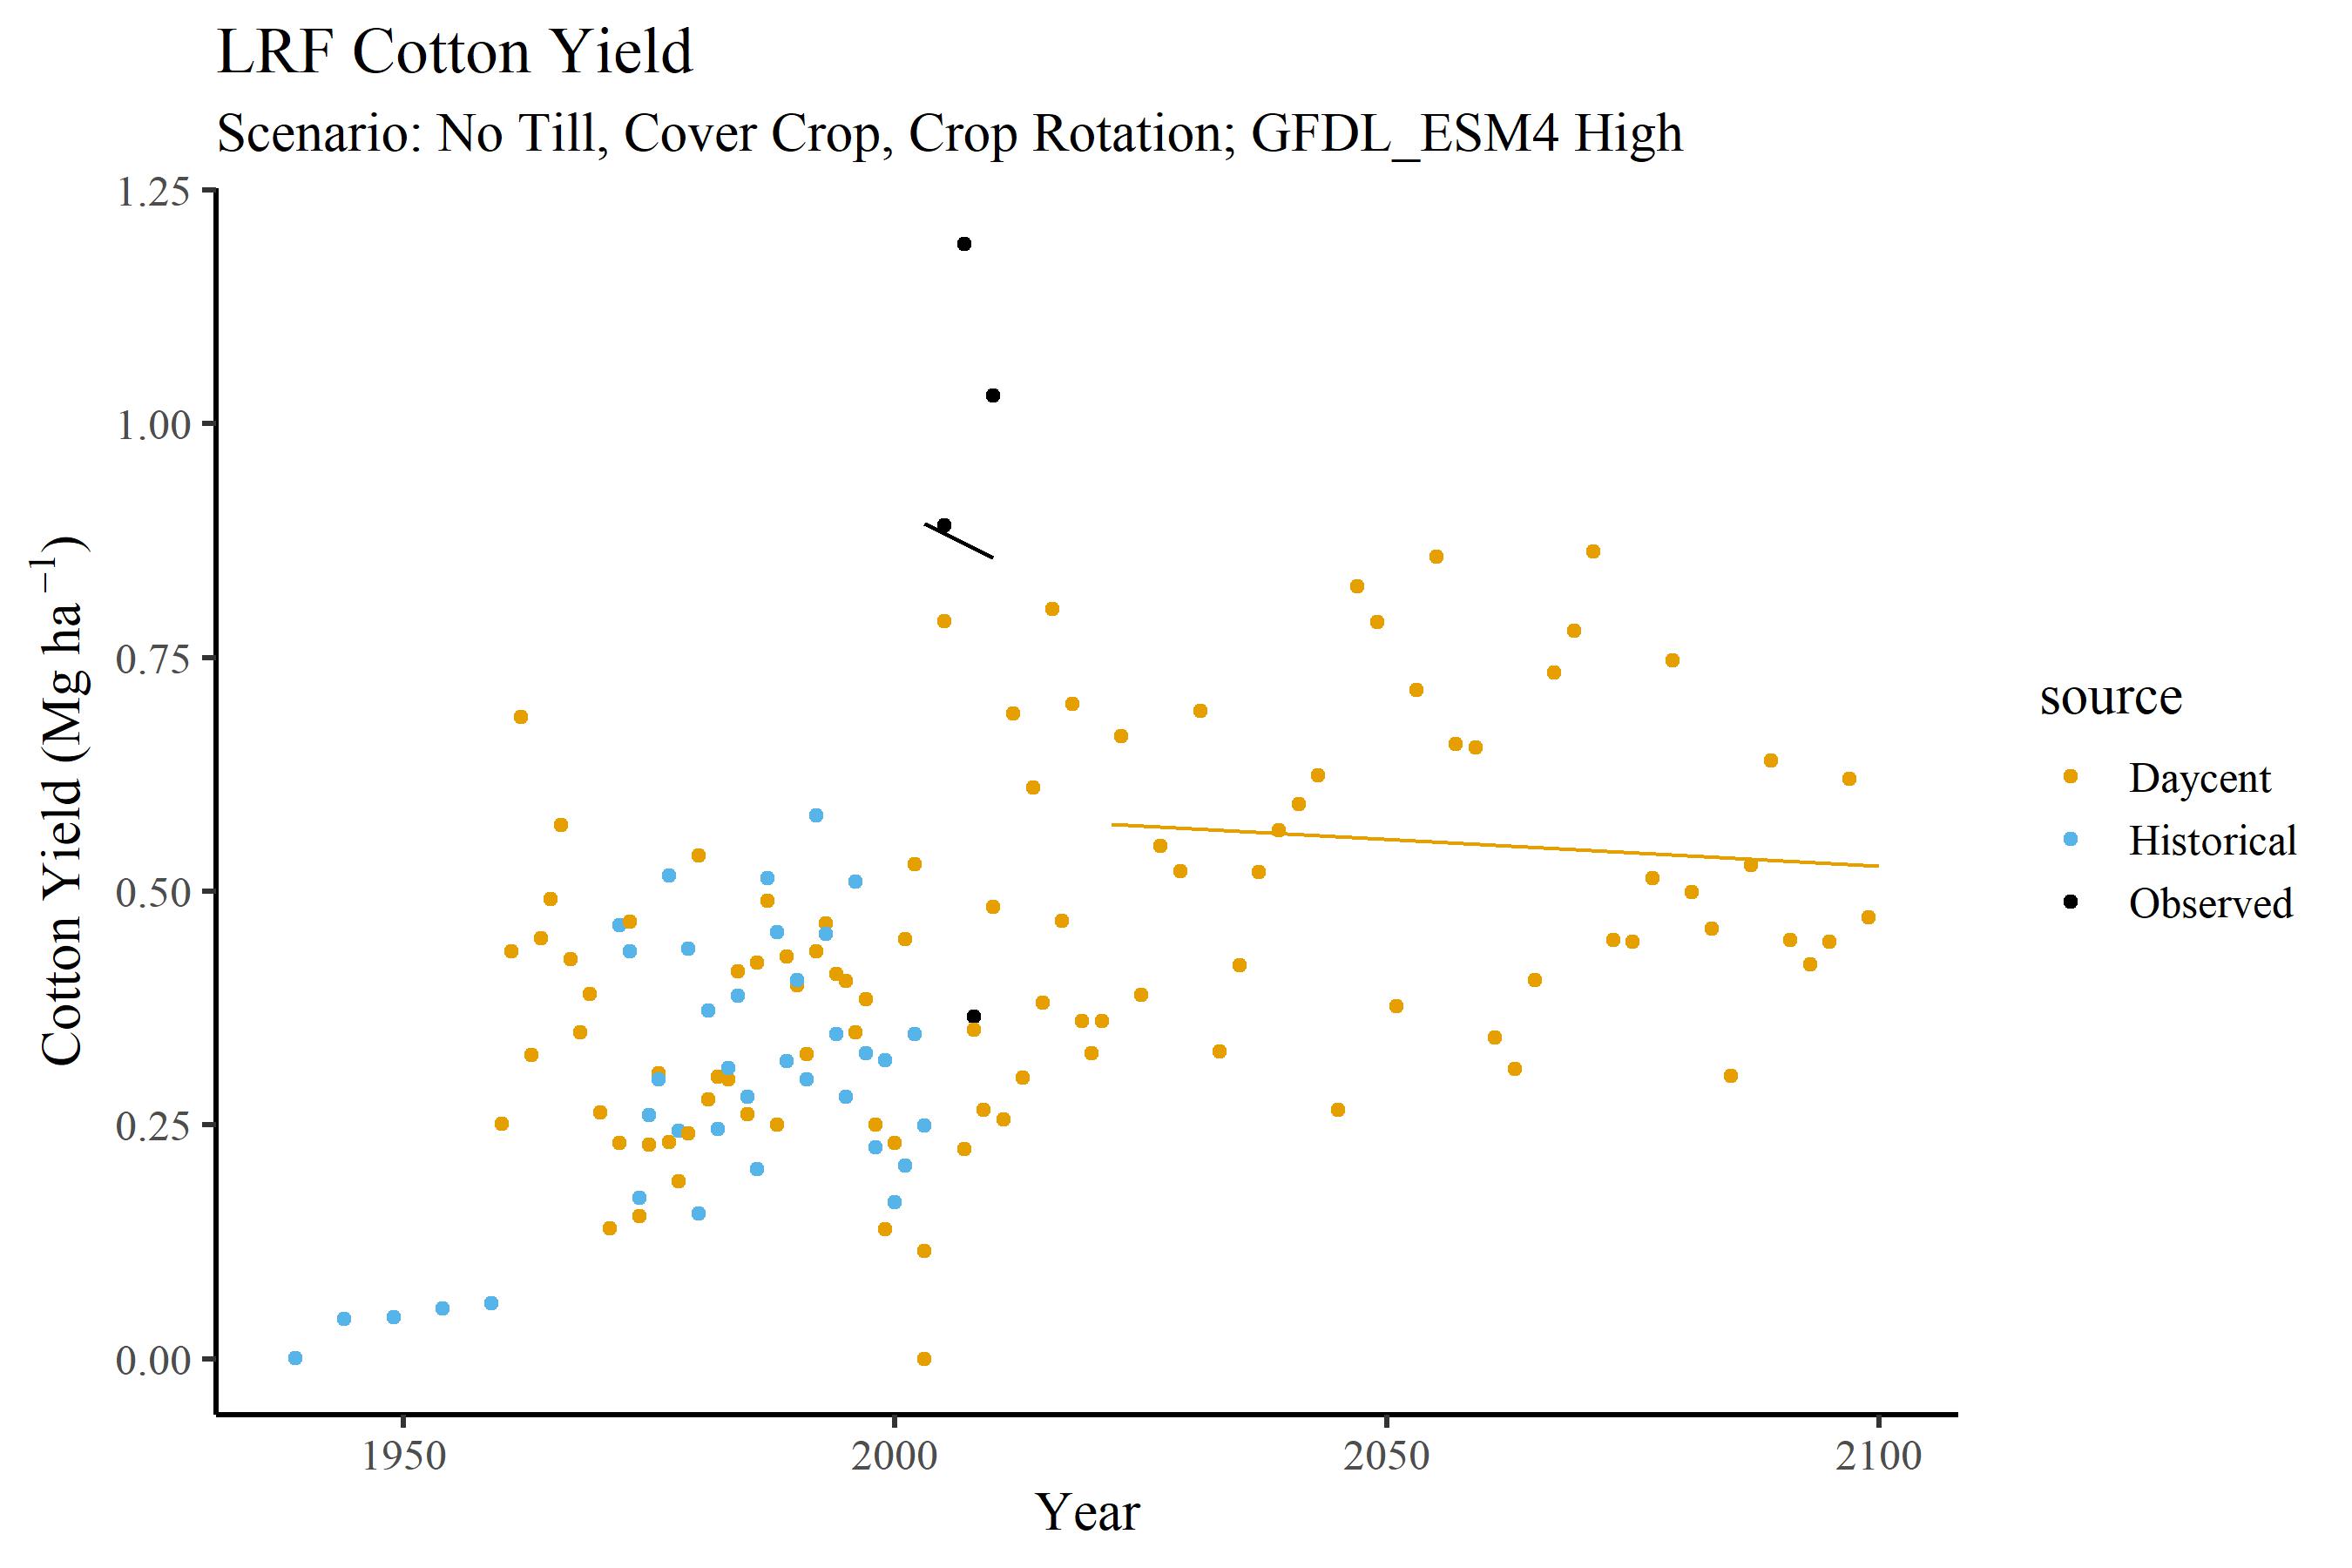 LRF Cotton Yield
Scenario: No Till, Cover Crop, Crop Rotation; GFDL_ESM4 High
Cotton Yield (Mg ha⁻¹)
1.25
1.00
0.75
0.50
0.25
0.00
1950 2000 2050 2100
Year
source
Daycent
Historical
Observed